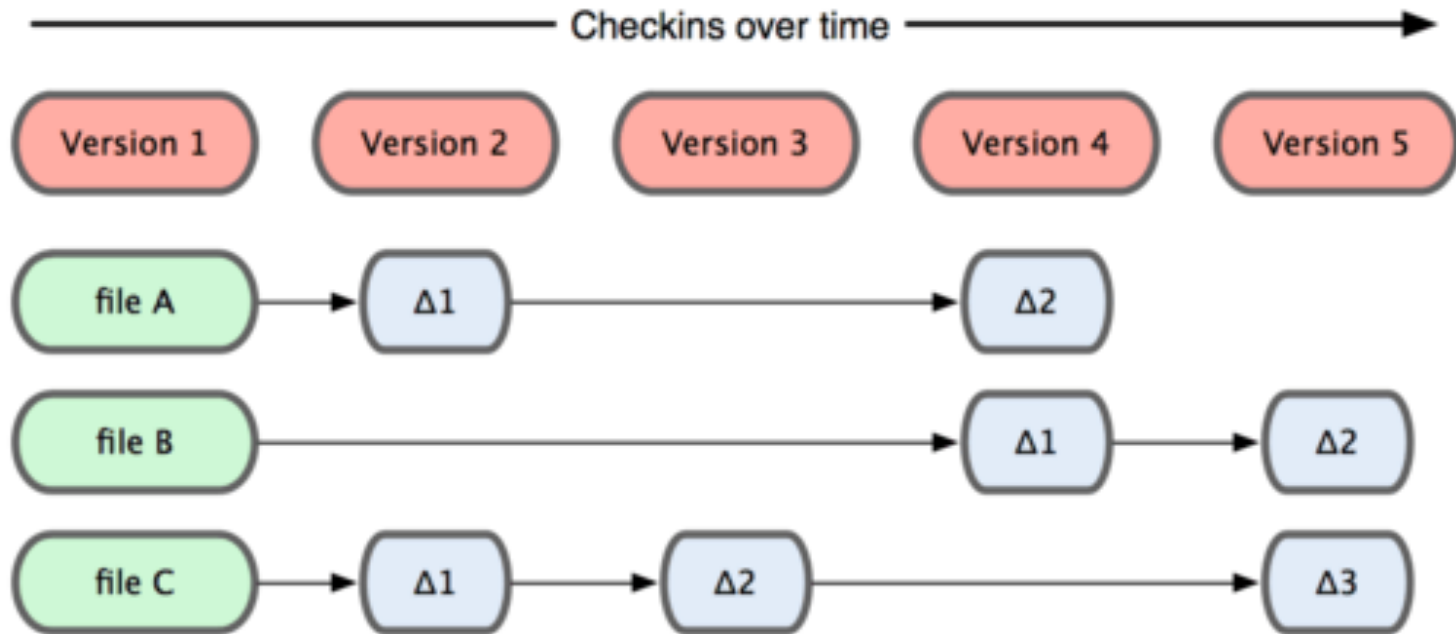 Checkins over time
Version 1 Version 2 Version 3 Version 4 Version 5
file A Δ1 Δ2
file B Δ1 Δ2
file C Δ1 Δ2 Δ3